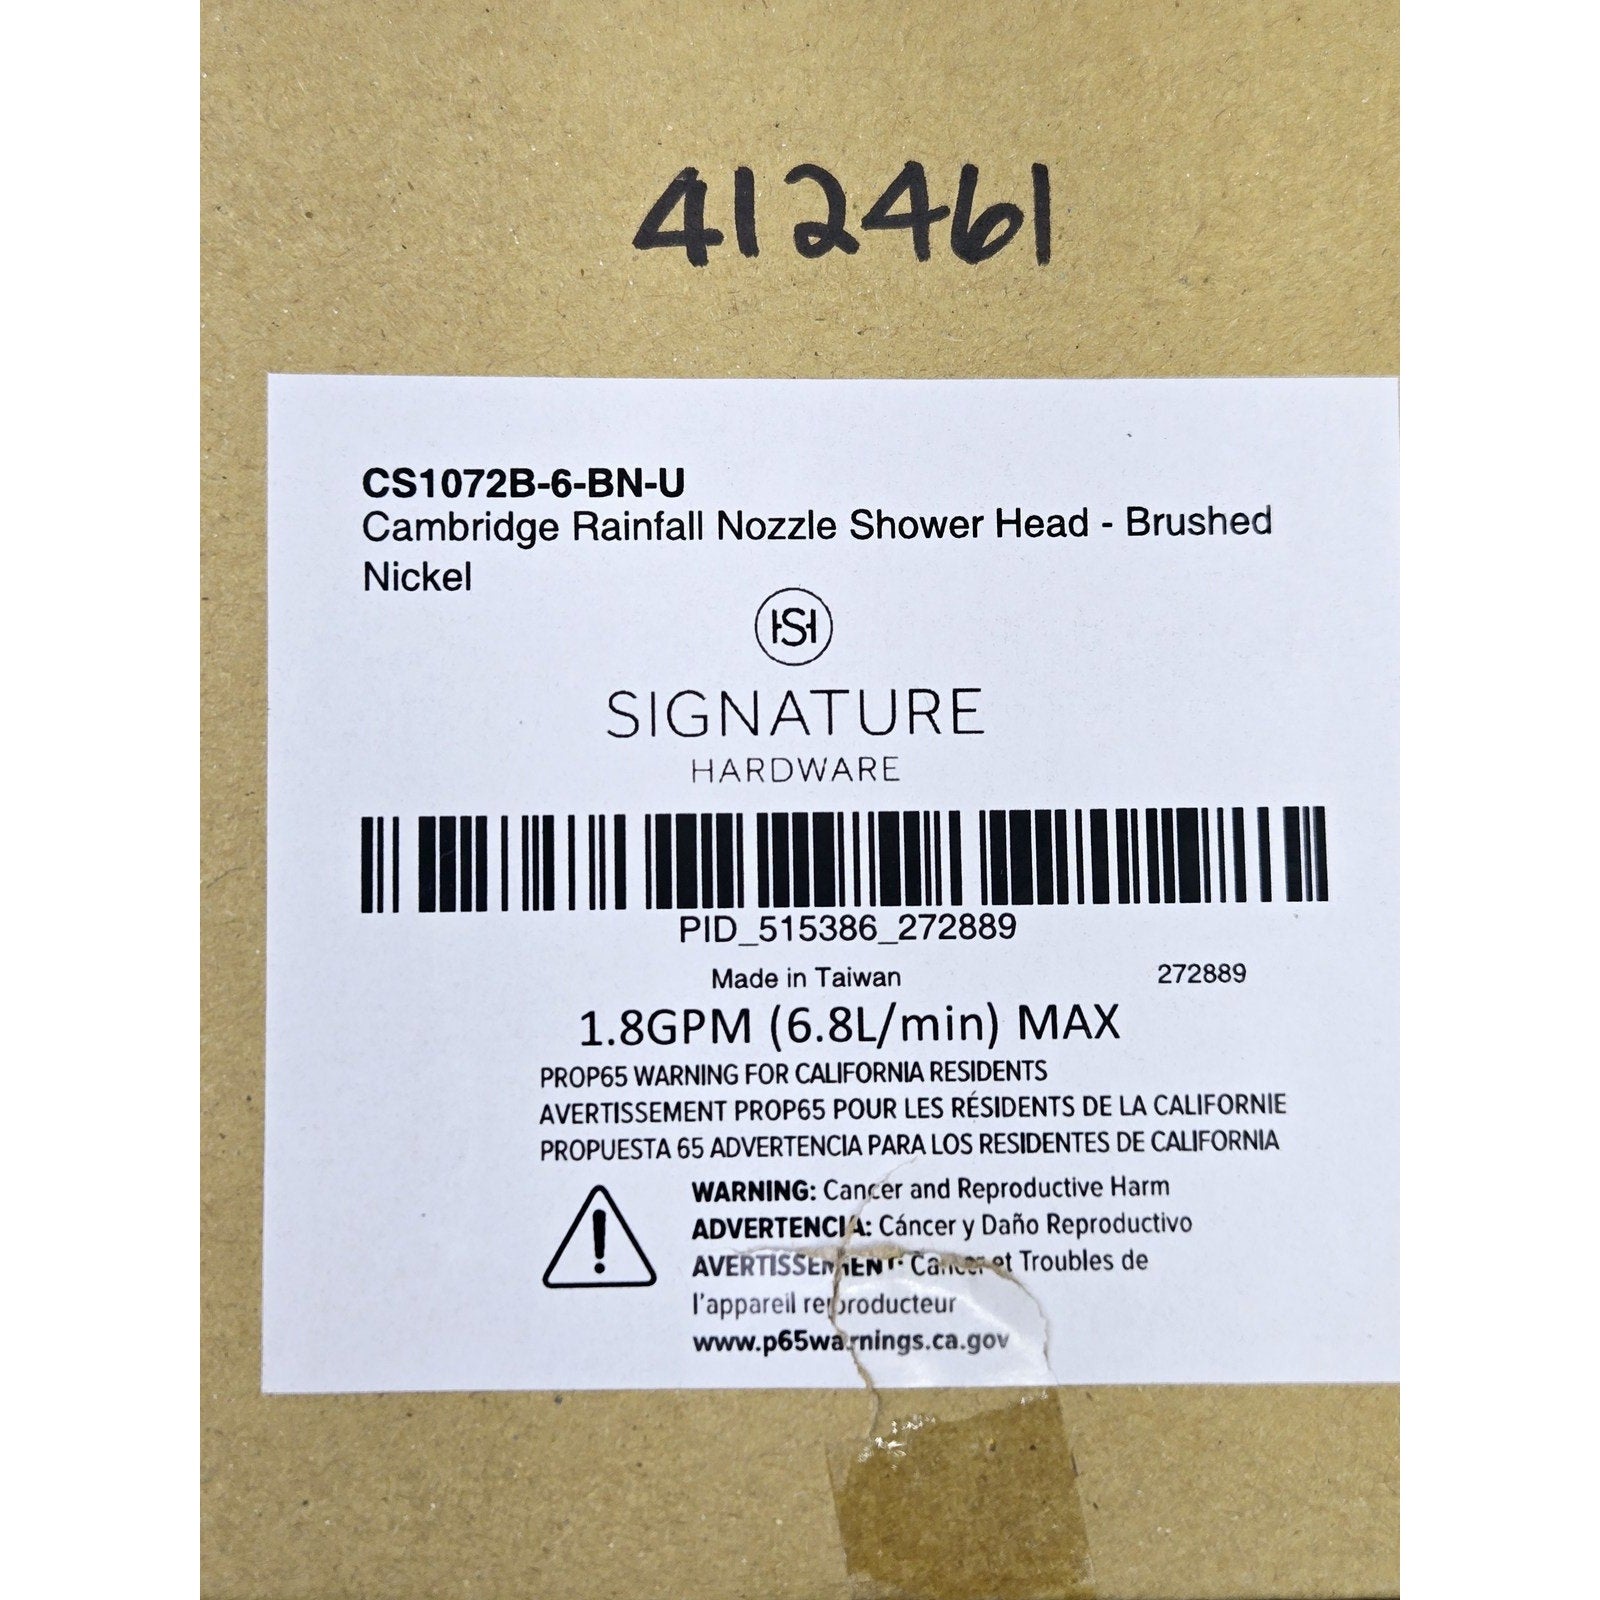 412461
CS1072B-6-BN-U
Cambridge Rainfall Nozzle Shower Head - Brushed
Nickel
SH
SIGNATURE
HARDWARE
PID_515386_272889
Made in Taiwan 272889
1.8GPM (6.8L/min) MAX
PROP65 WARNING FOR CALIFORNIA RESIDENTS
AVERTISSEMENT PROP65 POUR LES RÉSIDENTS DE LA CALIFORNIE
PROPUESTA 65 ADVERTENCIA PARA LOS RESIDENTES DE CALIFORNIA
WARNING: Cancer and Reproductive Harm
ADVERTENCIA: Cáncer y Daño Reproductivo
AVERTISSEMENT: Cancer et Troubles de
l'appareil reproducteur
www.p65warnings.ca.gov